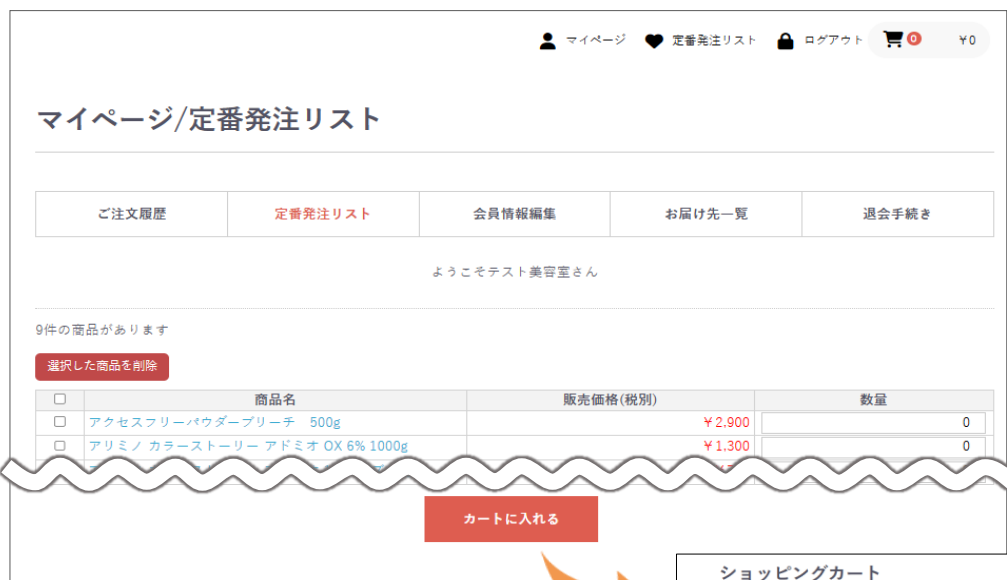 マイページ 定番発注リスト ログアウト 0 ¥0
マイページ/定番発注リスト
ご注文履歴 定番発注リスト 会員情報編集 お届け先一覧 退会手続き
ようこそテスト美容室さん
9件の商品があります
選択した商品を削除
商品名 販売価格(税別) 数量
アクセスフリーパウダーブリーチ 500g ¥2,900 0
アリミノ カラーストーリー アドミオ OX 6% 1000g ¥1,300 0
カートに入れる
ショッピングカート